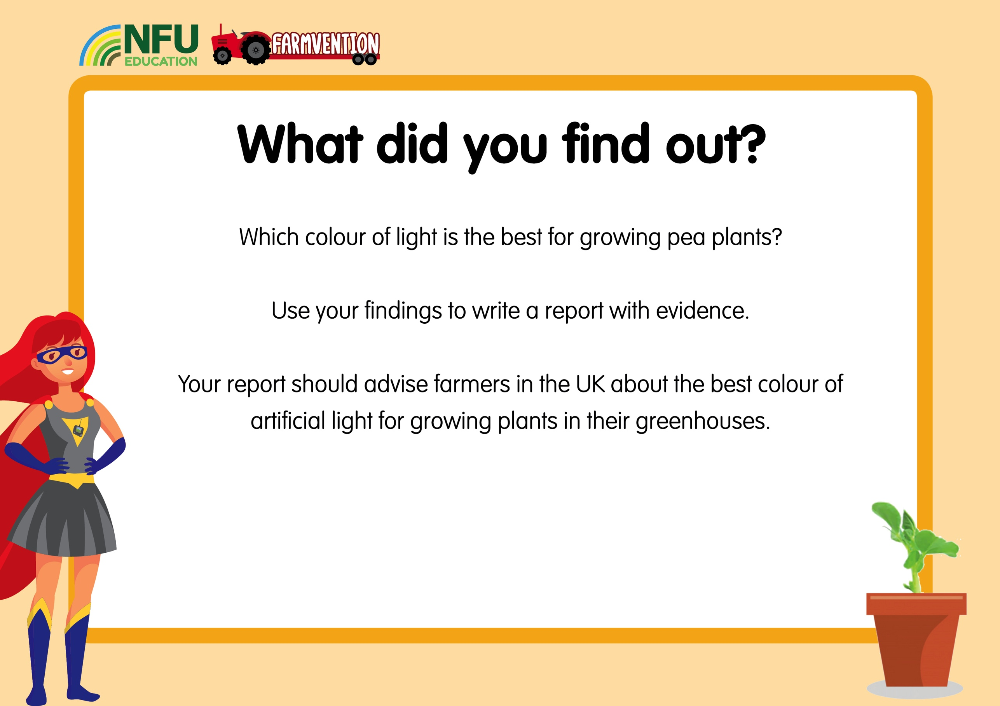 NFU
EDUCATION
FARMVENTION
What did you find out?
Which colour of light is the best for growing pea plants?
Use your findings to write a report with evidence.
Your report should advise farmers in the UK about the best colour of
artificial light for growing plants in their greenhouses.